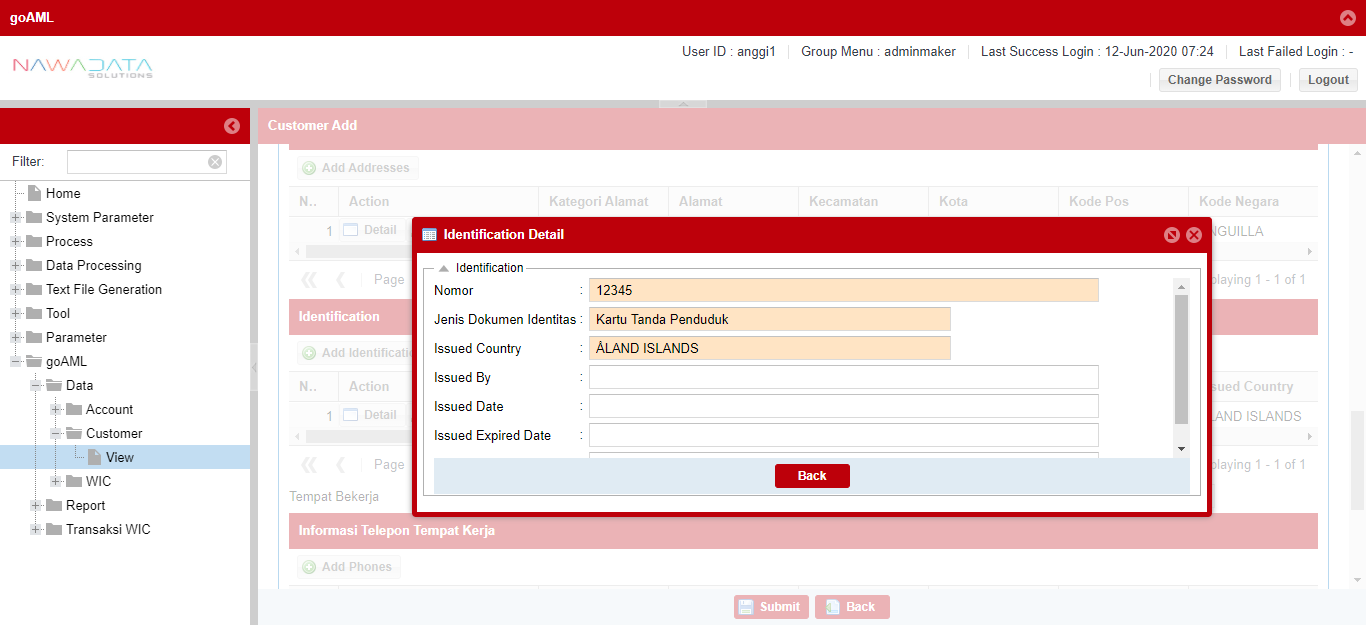 goAML
NAWADATA
SOLUTIONS
User ID : anggi1
Group Menu : adminmaker
Last Success Login : 12-Jun-2020 07:24
Last Failed Login : -
Change Password
Logout
Filter:
Home
System Parameter
Process
Data Processing
Text File Generation
Tool
Parameter
goAML
Data
Account
Customer
View
WIC
Report
Transaksi WIC
Customer Add
Add Addresses
N.. Action Kategori Alamat Alamat Kecamatan Kota Kode Pos Kode Negara
1 Detail NGUILLA
Page playing 1 - 1 of 1
Identification
Add Identificati
N.. Action sued Country
1 Detail LAND ISLANDS
Page playing 1 - 1 of 1
Tempat Bekerja
Informasi Telepon Tempat Kerja
Add Phones
Submit
Back
Identification Detail
Identification
Nomor : 12345
Jenis Dokumen Identitas : Kartu Tanda Penduduk
Issued Country : ÅLAND ISLANDS
Issued By :
Issued Date :
Issued Expired Date :
Back